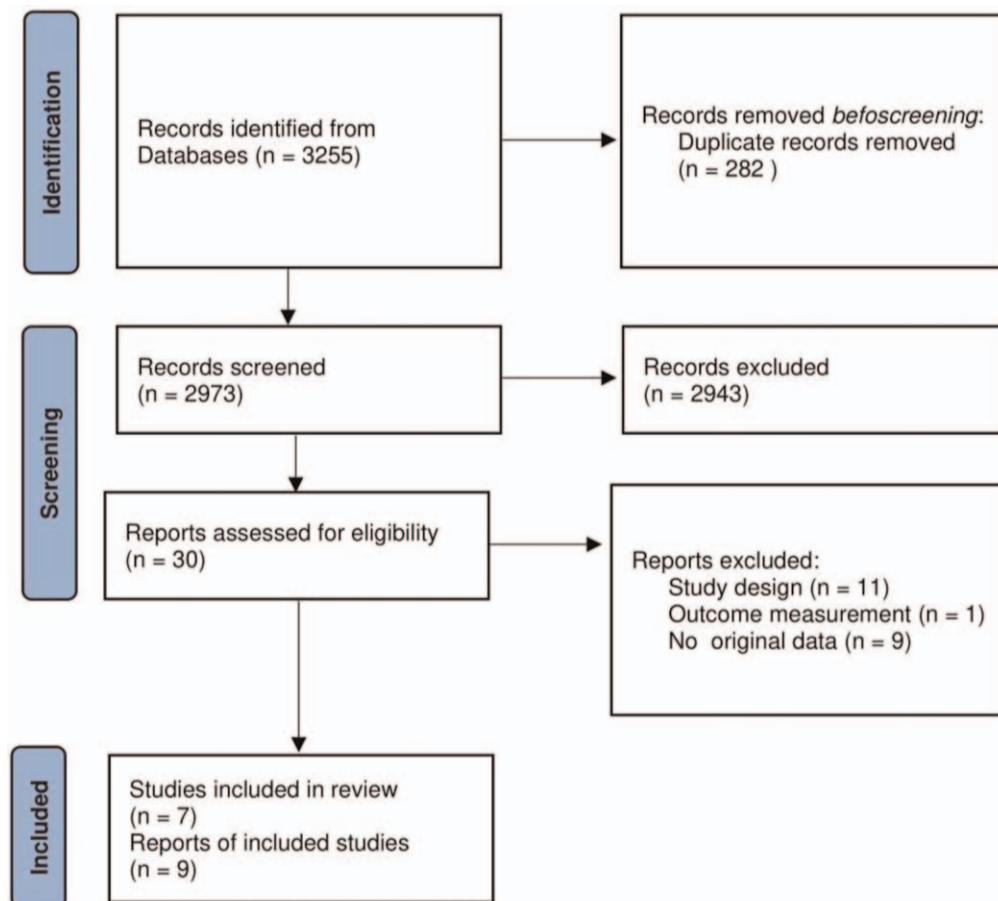 Identification
Records identified from
Databases (n = 3255)
Records removed befoscreening:
Duplicate records removed
(n = 282 )
Screening
Records screened
(n = 2973)
Records excluded
(n = 2943)
Reports assessed for eligibility
(n = 30)
Reports excluded:
Study design (n = 11)
Outcome measurement (n = 1)
No original data (n = 9)
Included
Studies included in review
(n = 7)
Reports of included studies
(n = 9)